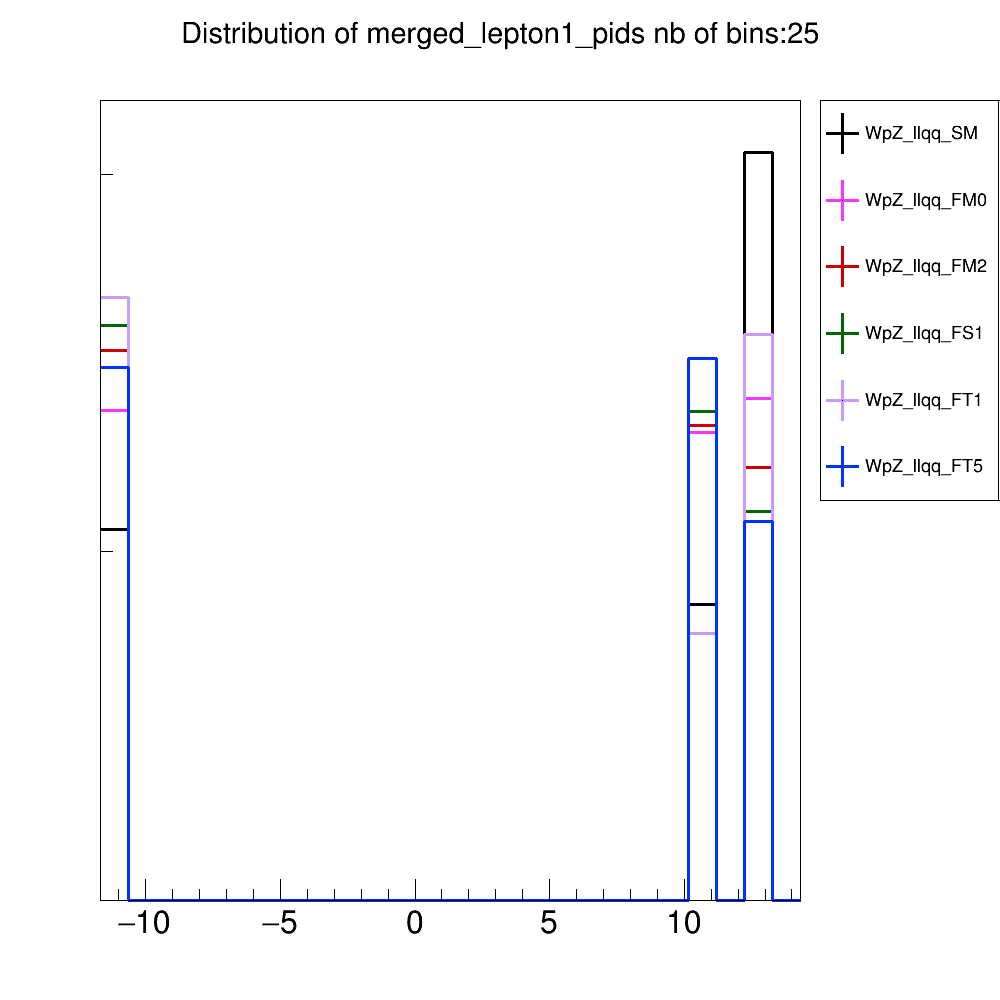 Distribution of merged_lepton1_pids nb of bins:25
WpZ_llqq_SM
WpZ_llqq_FM0
WpZ_llqq_FM2
WpZ_llqq_FS1
WpZ_llqq_FT1
WpZ_llqq_FT5
−10 −5 0 5 10